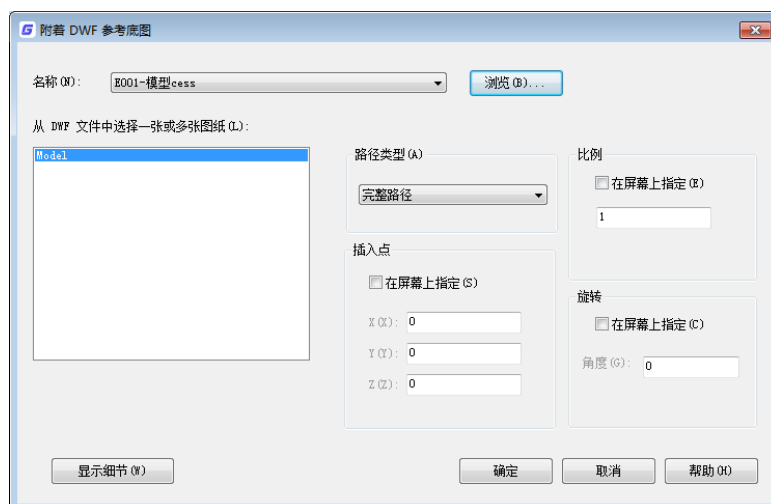 附着 DWF 参考底图
名称(N):
E001-模型cess
浏览(B)...
从 DWF 文件中选择一张或多张图纸(L):
Model
路径类型(A)
完整路径
插入点
在屏幕上指定(S)
X(X): 0
Y(Y): 0
Z(Z): 0
比例
在屏幕上指定(E)
1
旋转
在屏幕上指定(C)
角度(G): 0
显示细节(W)
确定
取消
帮助(H)